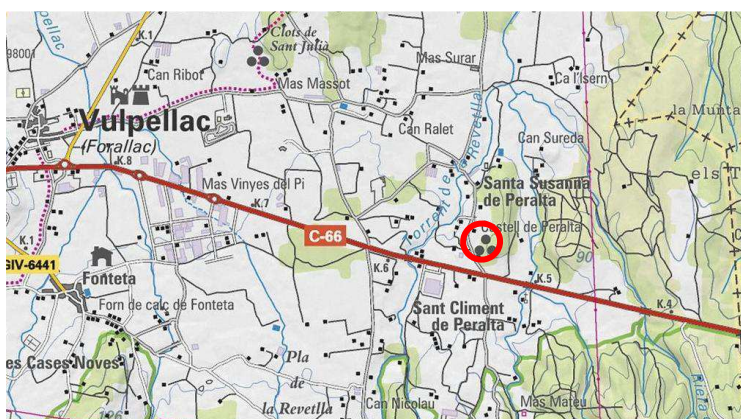 Clots de
Sant Julià
K.1
98001
Can Ribot
Mas Massot
Mas Surar
Ca l'Isern
la Munta
Vulpellac
(Forallac)
Can Ralet
Can Sureda
K.8
Mas Vinyes del Pi
els T
Santa Susanna
de Peralta
K.7
Torrent de
Revetlla
Castell de Peralta
C-66
K.1
GIV-6441
K.6
90
Fonteta
K.5
Forn de calç de Fonteta
Sant Climent
de Peralta
K.4
es Cases Noves
Pla
de
la Revetlla
Can Nicolau
Mas Mateu
126